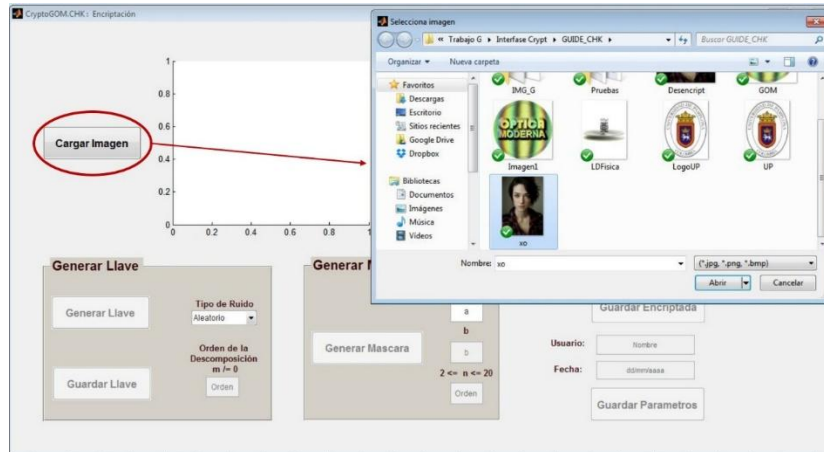 CryptoGOM.CHK: Encriptación
Cargar Imagen
1
0.8
0.6
0.4
0.2
0
0 0.2 0.4 0.6 0.8 1
Generar Llave
Generar Llave
Tipo de Ruido
Aleatorio
Orden de la
Descomposición
m /= 0
Orden
Guardar Llave
Generar
Generar Mascara
a
b
b
2 <= n <= 20
Orden
Guardar Encriptada
Usuario:
Nombre
Fecha:
dd/mm/aaaa
Guardar Parametros
Selecciona imagen
« Trabajo G Interfase Crypt GUIDE_CHK
Buscar GUIDE_CHK
Organizar
Nueva carpeta
Favoritos
Descargas
Escritorio
Sitios recientes
Google Drive
Dropbox
Bibliotecas
Documentos
Imágenes
Música
Vídeos
IMG_G Pruebas Desencript GOM
OPTICA
MODERNA
Imagen1 LDFisica LogoUP UP
xo
Nombre: xo
(*.jpg, *.png, *.bmp)
Abrir
Cancelar